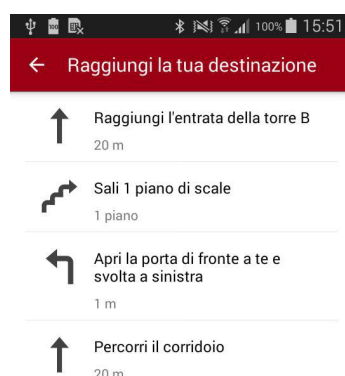 100% 15:51
Raggiungi la tua destinazione
Raggiungi l'entrata della torre B
20 m
Sali 1 piano di scale
1 piano
Apri la porta di fronte a te e
svolta a sinistra
1 m
Percorri il corridoio
20 m